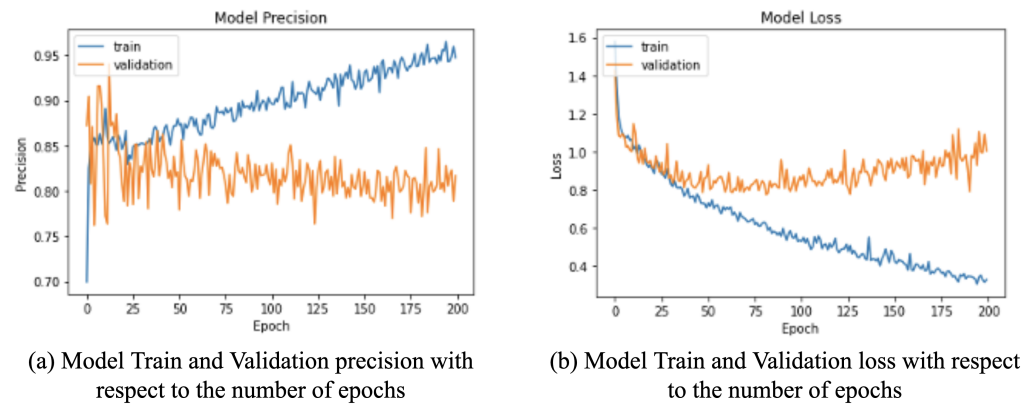 Model Precision
train
validation
0.95
0.90
0.85
0.80
0.75
0.70
Precision
0 25 50 75 100 125 150 175 200
Epoch
(a) Model Train and Validation precision with
respect to the number of epochs
Model Loss
train
validation
1.6
1.4
1.2
1.0
0.8
0.6
0.4
Loss
0 25 50 75 100 125 150 175 200
Epoch
(b) Model Train and Validation loss with respect
to the number of epochs